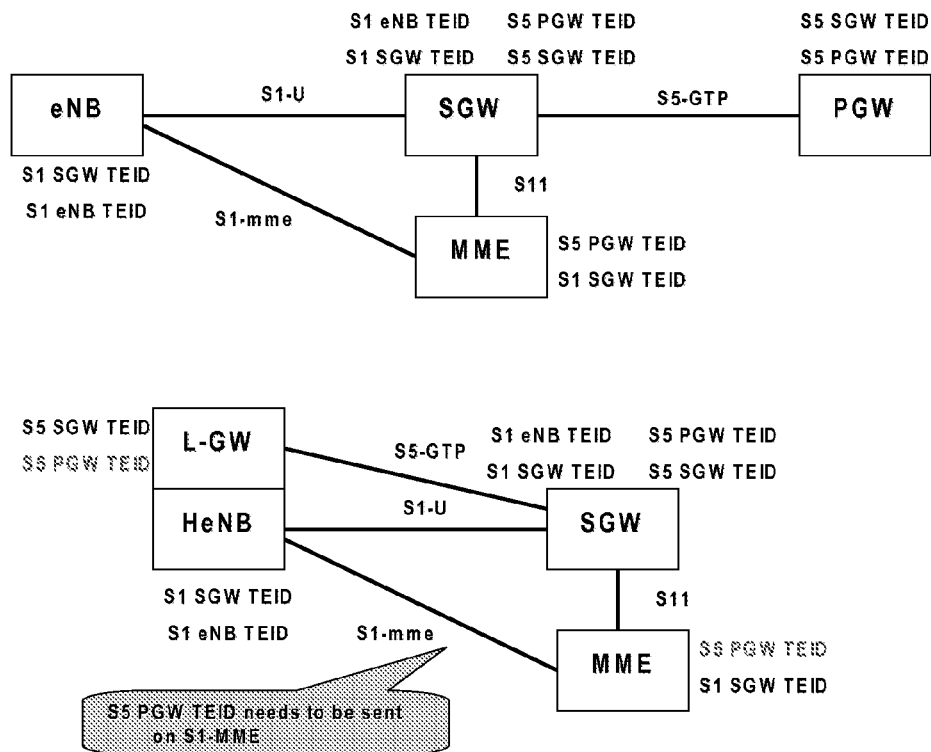 S1 eNB TEID S5 PGW TEID S5 SGW TEID
S1 SGW TEID S5 SGW TEID S5 PGW TEID
eNB S1-U SGW S5-GTP PGW
S1 SGW TEID
S1 eNB TEID
S11
S1-mme
MME
S5 PGW TEID
S1 SGW TEID
S5 SGW TEID
S5 PGW TEID
L-GW
S5-GTP
S1 eNB TEID S5 PGW TEID
S1 SGW TEID S5 SGW TEID
HeNB S1-U SGW
S1 SGW TEID
S1 eNB TEID
S11
S1-mme
MME
S5 PGW TEID
S1 SGW TEID
S5 PGW TEID needs to be sent
on S1-MME